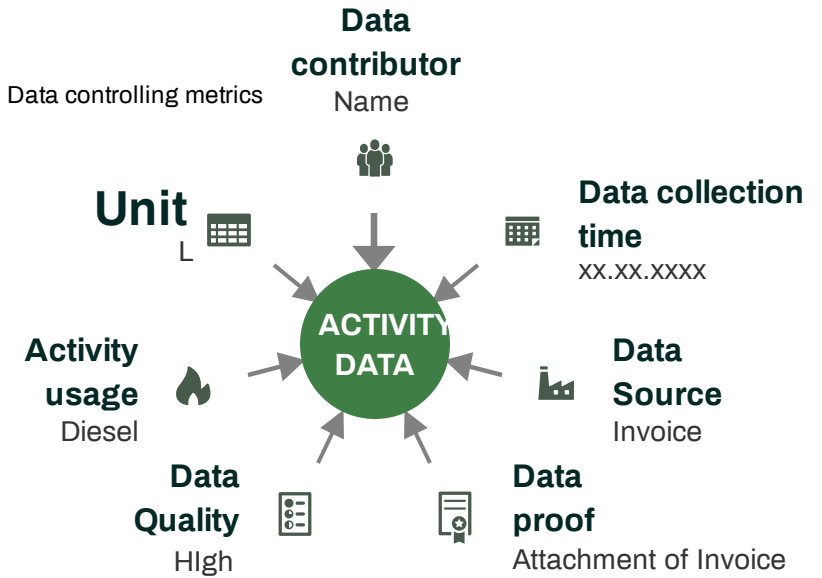 Data
contributor
Name
Data controlling metrics
Unit
L
Data collection
time
xx.xx.xxxx
ACTIVITY
DATA
Activity
usage
Diesel
Data
Source
Invoice
Data
Quality
HIgh
Data
proof
Attachment of Invoice